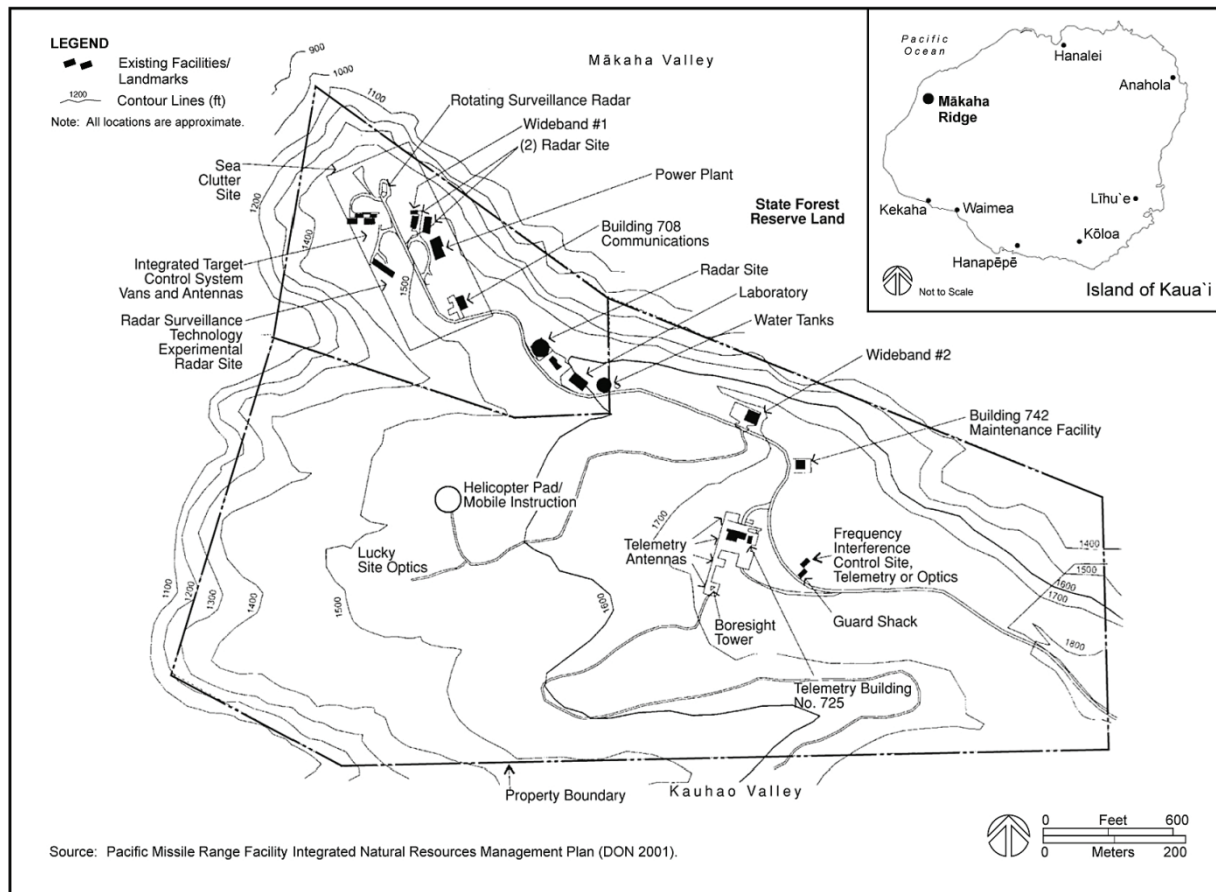 LEGEND
Existing Facilities/
Landmarks
1200
Contour Lines (ft)
Note: All locations are approximate.
Mākaha Valley
Pacific
Ocean
Hanalei
Anahola
Mākaha
Ridge
Kekaha
Waimea
Līhu`e
Kōloa
Hanapēpē
Not to Scale
Island of Kaua`i
900
1000
1100
Rotating Surveillance Radar
Wideband #1
(2) Radar Site
Power Plant
Sea
Clutter
Site
1200
1400
State Forest
Reserve Land
Building 708
Communications
Integrated Target
Control System
Vans and Antennas
1500
Radar Site
Laboratory
Water Tanks
Radar Surveillance
Technology
Experimental
Radar Site
Wideband #2
Building 742
Maintenance Facility
Helicopter Pad/
Mobile Instruction
1700
Lucky
Site Optics
Telemetry
Antennas
Frequency
Interference
Control Site,
Telemetry or Optics
1400
1500
1600
1700
1100
1200
1300
1400
1500
1600
Boresight
Tower
Guard Shack
1800
Telemetry Building
No. 725
Property Boundary
Kauhao Valley
0 Feet 600
0 Meters 200
Source: Pacific Missile Range Facility Integrated Natural Resources Management Plan (DON 2001).